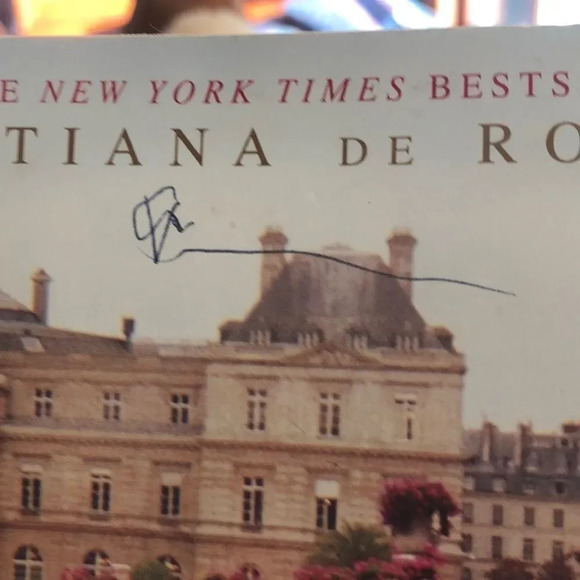 E NEW YORK TIMES BESTS
TIANA DE RO